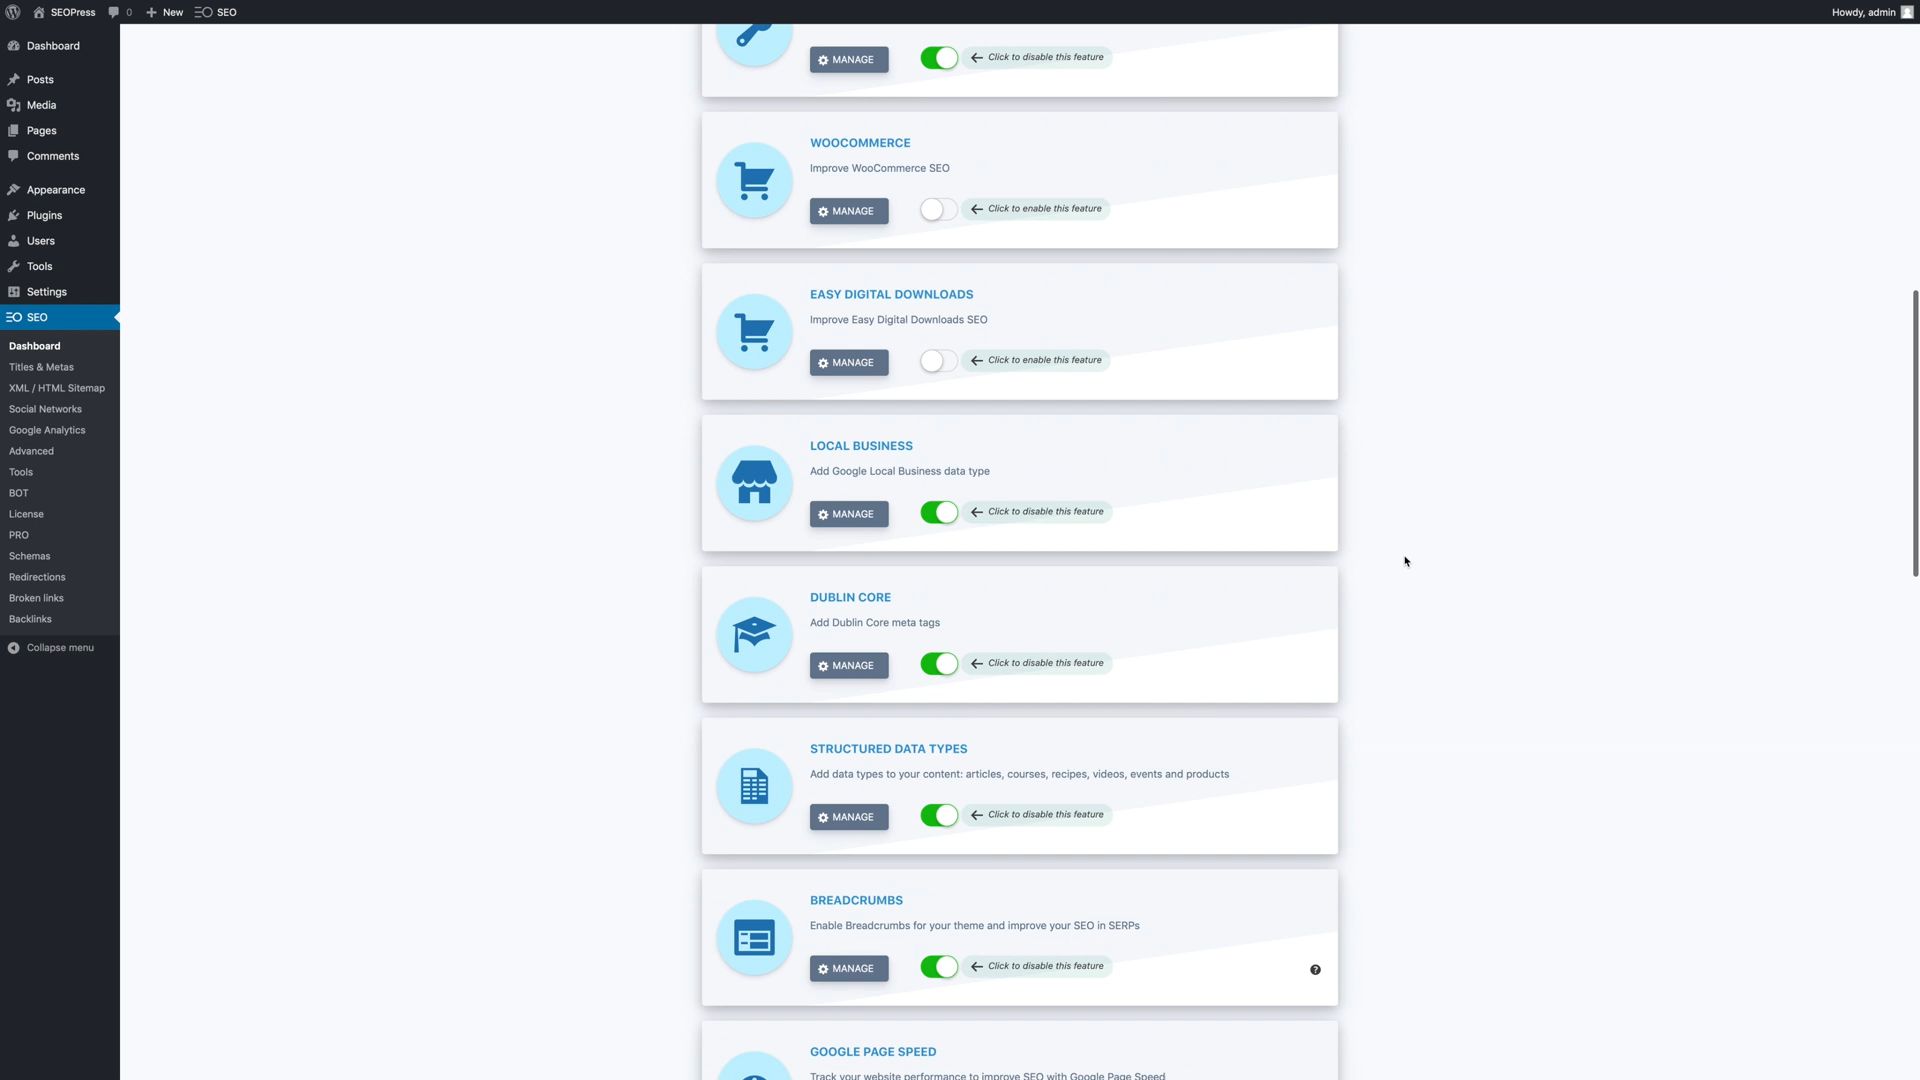 SEOPress
0
New
SEO
Howdy, admin
Dashboard
Posts
Media
Pages
Comments
Appearance
Plugins
Users
Tools
Settings
SEO
Dashboard
Titles & Metas
XML / HTML Sitemap
Social Networks
Google Analytics
Advanced
Tools
BOT
License
PRO
Schemas
Redirections
Broken links
Backlinks
Collapse menu
MANAGE
Click to disable this feature
WOOCOMMERCE
Improve WooCommerce SEO
MANAGE
Click to enable this feature
EASY DIGITAL DOWNLOADS
Improve Easy Digital Downloads SEO
MANAGE
Click to enable this feature
LOCAL BUSINESS
Add Google Local Business data type
MANAGE
Click to disable this feature
DUBLIN CORE
Add Dublin Core meta tags
MANAGE
Click to disable this feature
STRUCTURED DATA TYPES
Add data types to your content: articles, courses, recipes, videos, events and products
MANAGE
Click to disable this feature
BREADCRUMBS
Enable Breadcrumbs for your theme and improve your SEO in SERPs
MANAGE
Click to disable this feature
?
GOOGLE PAGE SPEED
Track your website performance to improve SEO with Google Page Speed